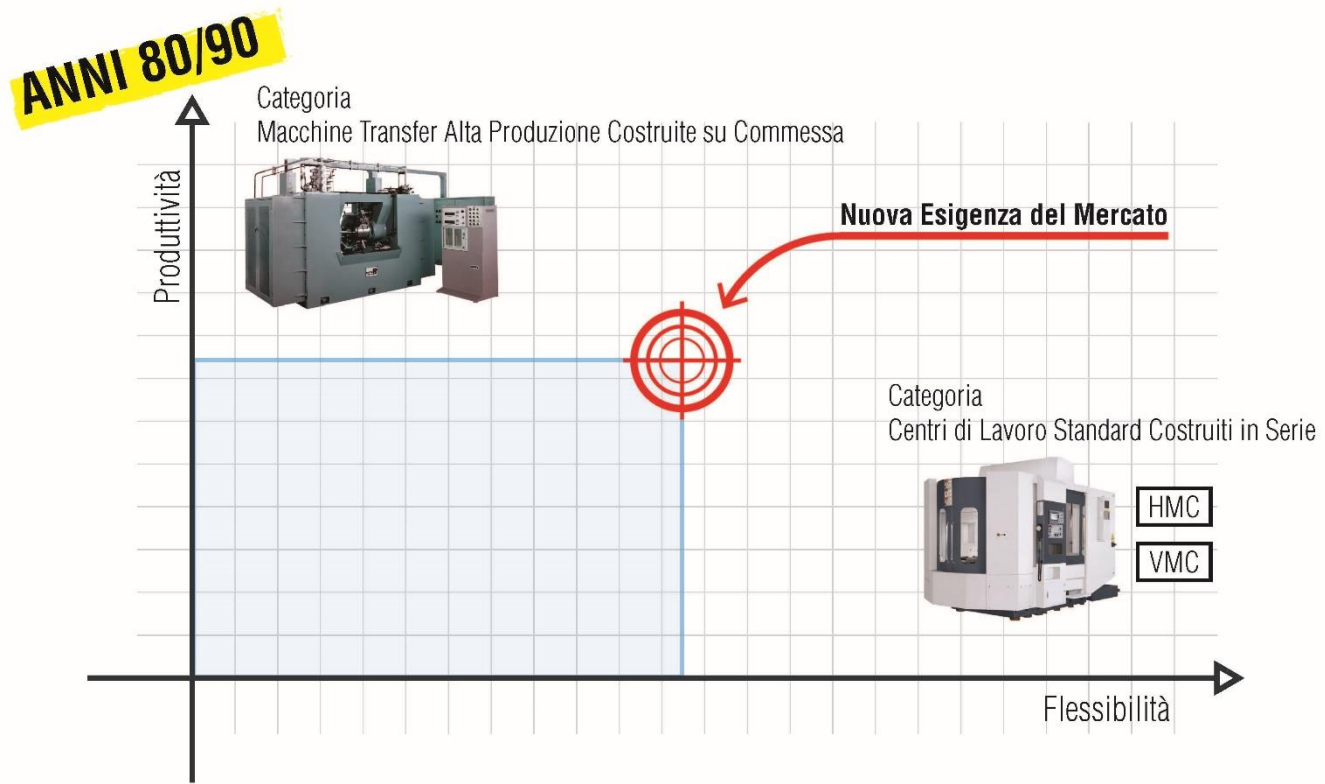 ANNI 80/90
Categoria
Macchine Transfer Alta Produzione Costruite su Commessa
Produttività
Nuova Esigenza del Mercato
Categoria
Centri di Lavoro Standard Costruiti in Serie
HMC
VMC
Flessibilità